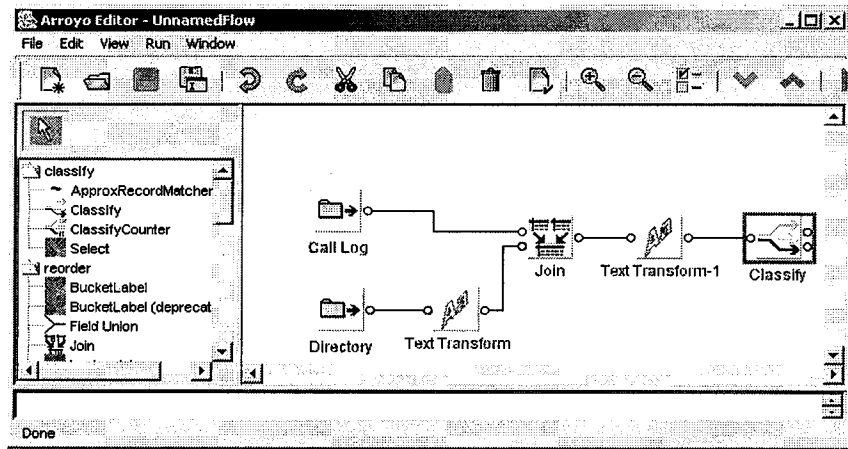 Arroyo Editor - UnnamedFlow
File Edit View Run Window
classify
ApproxRecordMatcher
Classify
ClassifyCounter
Select
reorder
BucketLabel
BucketLabel (deprecat
Field Union
Join
Call Log
Directory
Text Transform
Join
Text Transform-1
Classify
Done